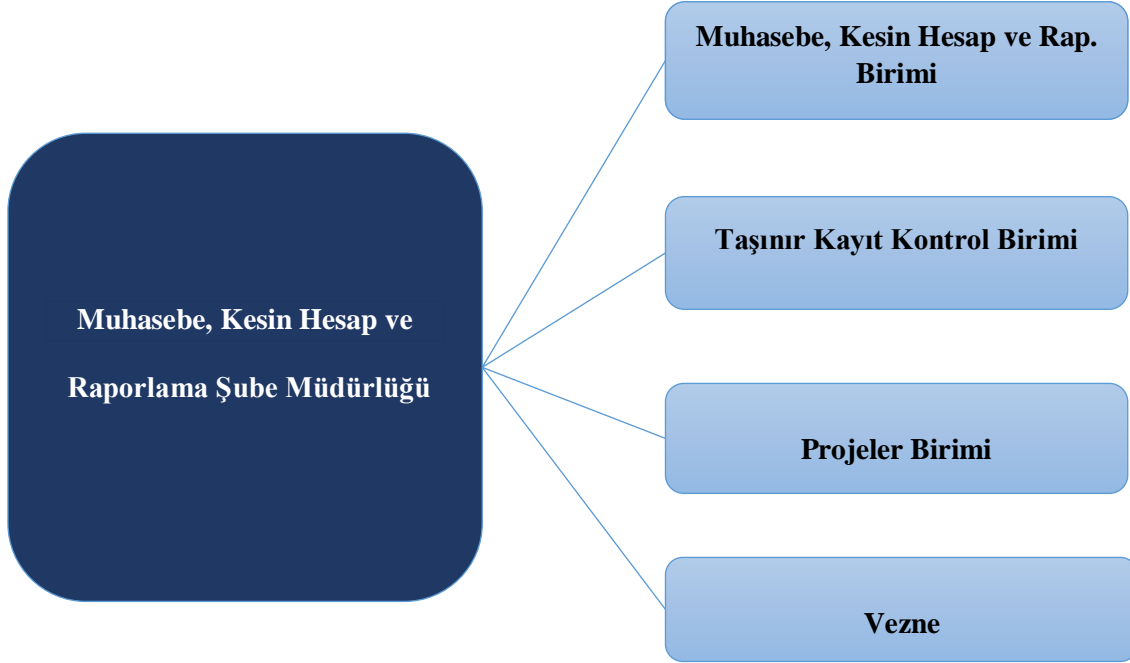 Muhasebe, Kesin Hesap ve
Raporlama Şube Müdürlüğü
Muhasebe, Kesin Hesap ve Rap.
Birimi
Taşınır Kayıt Kontrol Birimi
Projeler Birimi
Vezne